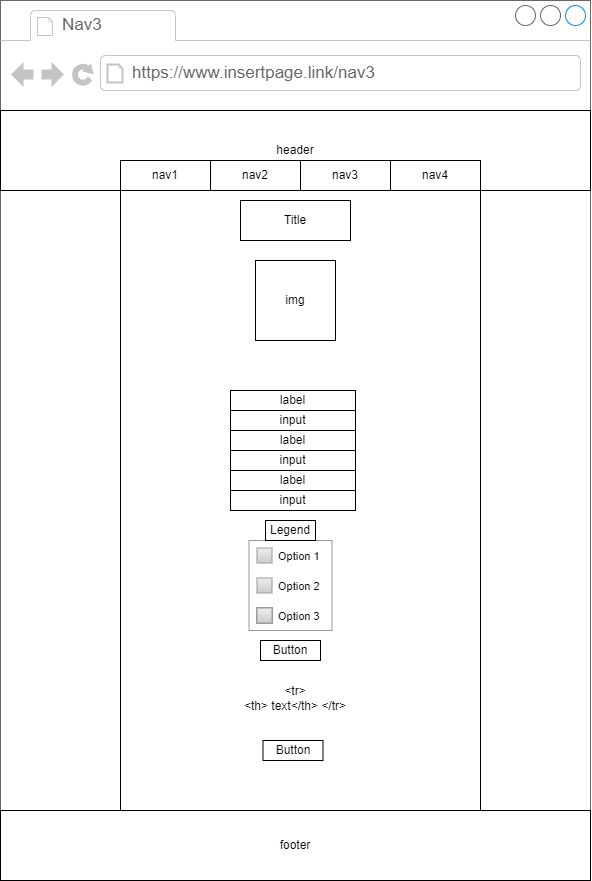 Nav3
https://www.insertpage.link/nav3
header
nav1 nav2 nav3 nav4
Title
img
label
input
label
input
label
input
Legend
Option 1
Option 2
Option 3
Button
<tr>
<th> text</th> </tr>
Button
footer